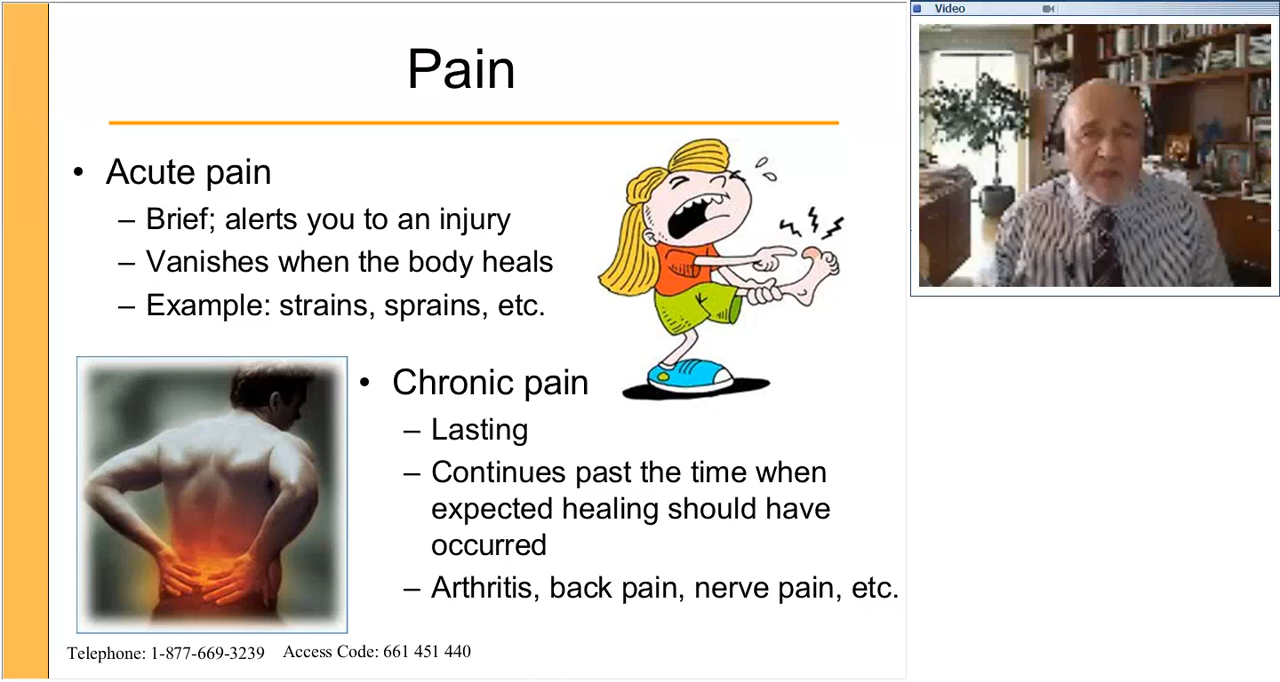 Pain
• Acute pain
– Brief; alerts you to an injury
– Vanishes when the body heals
– Example: strains, sprains, etc.
• Chronic pain
– Lasting
– Continues past the time when
expected healing should have
occurred
– Arthritis, back pain, nerve pain, etc.
Telephone: 1-877-669-3239 Access Code: 661 451 440
Video